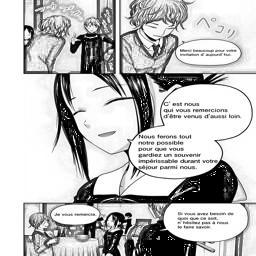 ペコリ
Merci beaucoup pour votre
invitation d' aujourd' hui.
C' est nous
qui vous remercions
d'être venus d'aussi loin.
Nous ferons tout
notre possible
pour que vous
gardiez un souvenir
impérissable durant votre
séjour parmi nous.
Je vous remercie.
Si vous avez besoin de
quoi que ce soit,
n' hésitez pas à nous
le faire savoir.